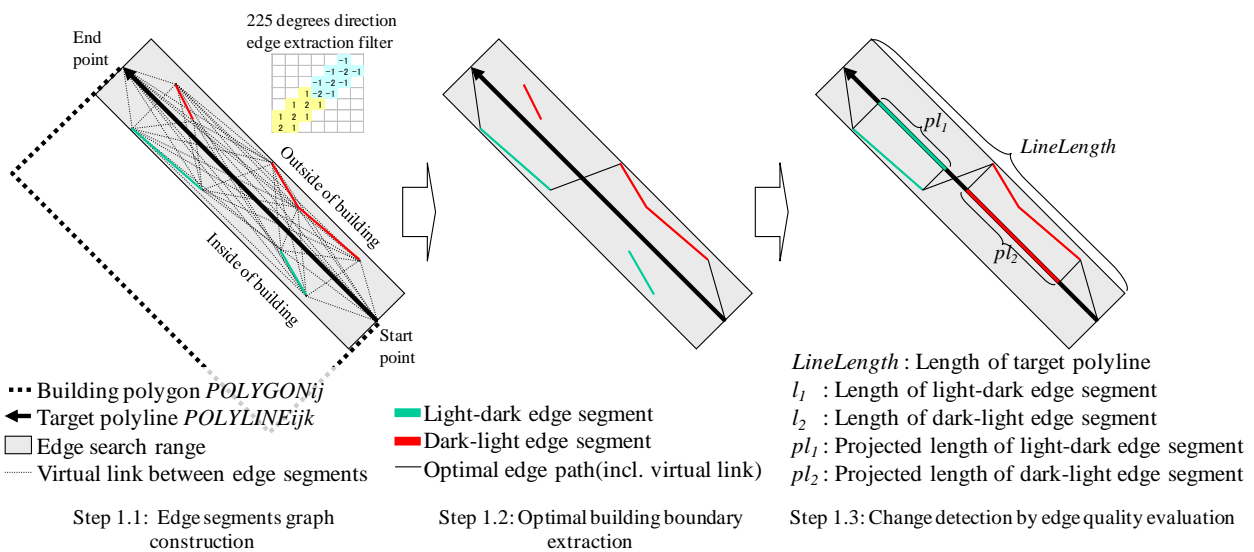 End
point
225 degrees direction
edge extraction filter
-1
-1 -2 -1
-1 -2 -1
1 -2 -1
1 2 1
1 2 1
2 1
Outside of building
Inside of building
Start
point
pl1
pl2
LineLength
Building polygon POLYGONij
Target polyline POLYLINEijk
Edge search range
Virtual link between edge segments
Light-dark edge segment
Dark-light edge segment
Optimal edge path(incl. virtual link)
LineLength : Length of target polyline
l1 : Length of light-dark edge segment
l2 : Length of dark-light edge segment
pl1 : Projected length of light-dark edge segment
pl2 : Projected length of dark-light edge segment
Step 1.1: Edge segments graph
construction
Step 1.2: Optimal building boundary
extraction
Step 1.3: Change detection by edge quality evaluation